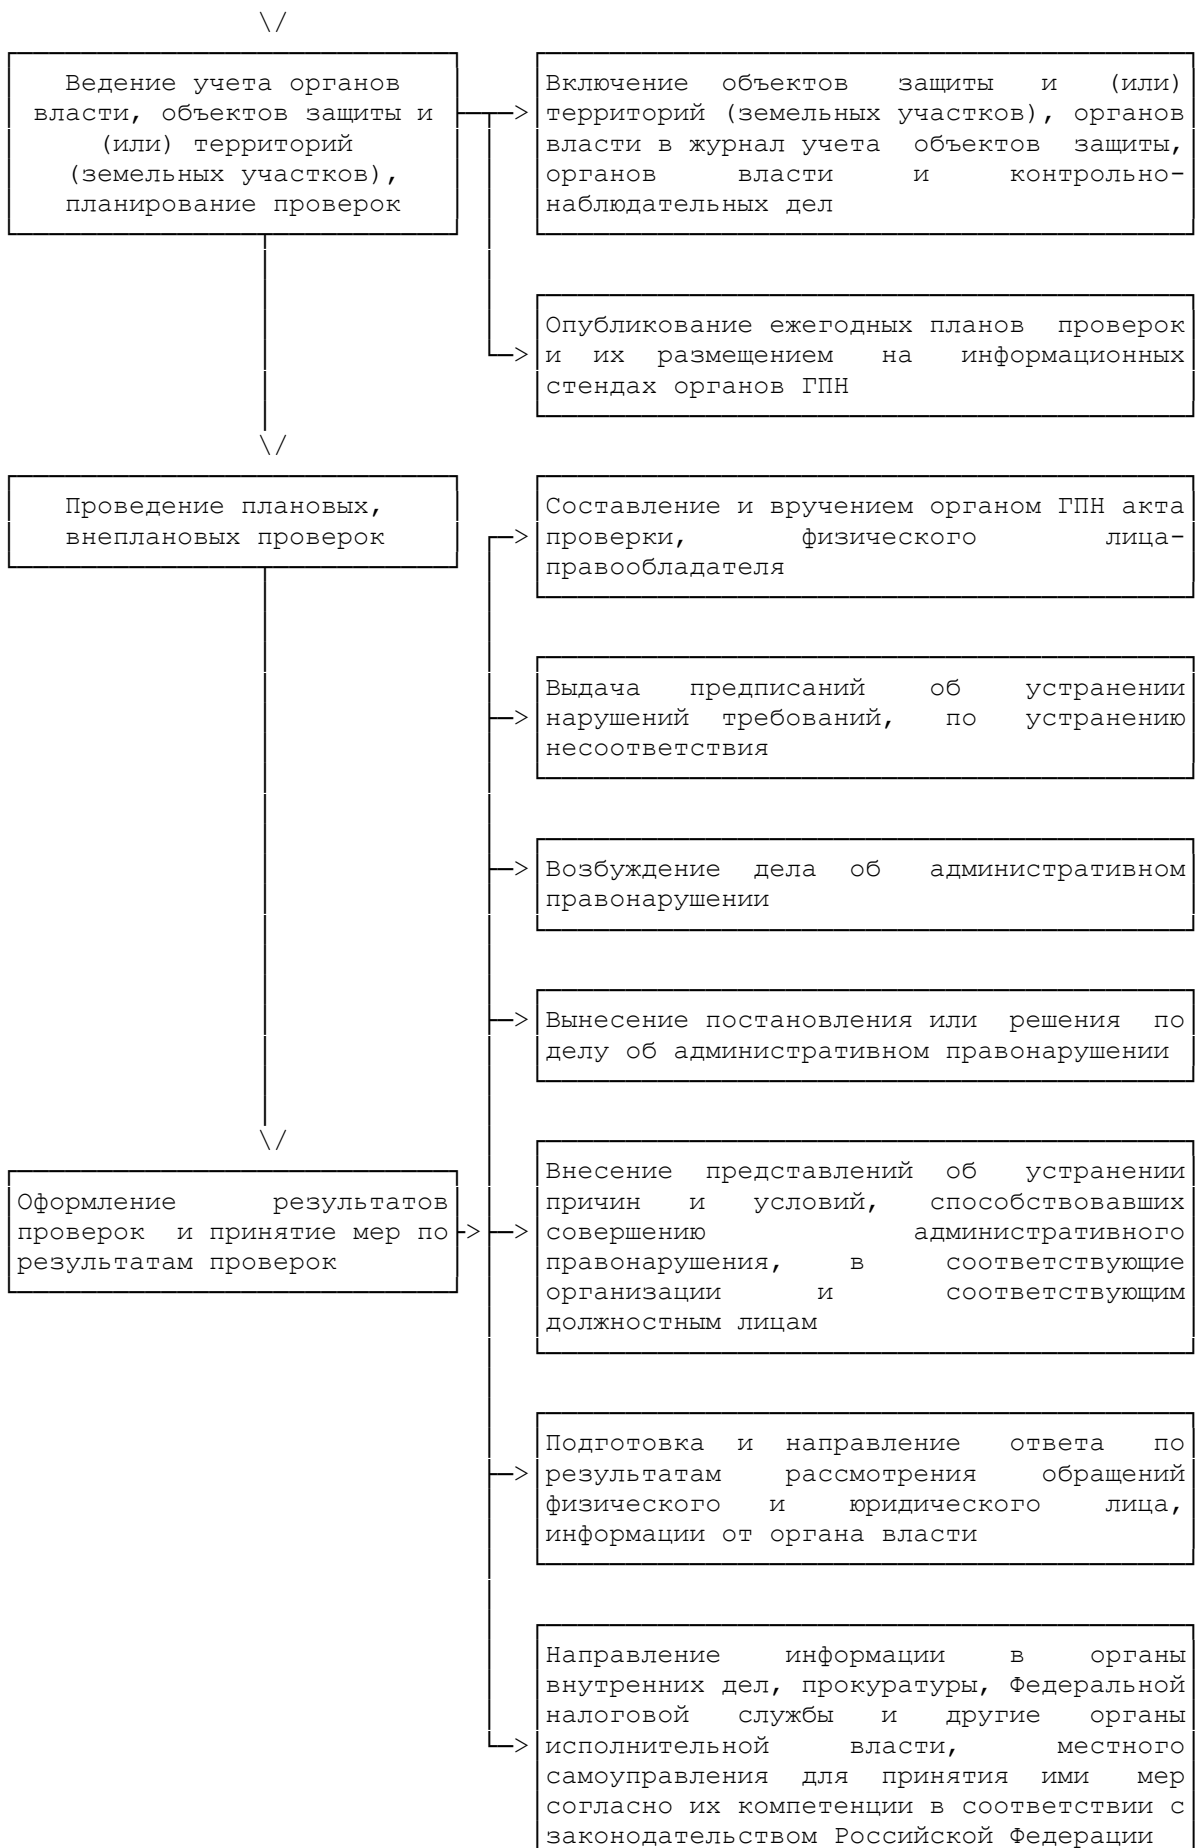 Ведение учета органов
власти, объектов защиты и
(или) территорий
(земельных участков),
планирование проверок
Включение объектов защиты и (или)
территорий (земельных участков), органов
власти в журнал учета объектов защиты,
органов власти и контрольно-
наблюдательных дел
Опубликование ежегодных планов проверок
и их размещением на информационных
стендах органов ГПН
Проведение плановых,
внеплановых проверок
Составление и вручением органом ГПН акта
проверки, физического лица-
правообладателя
Выдача предписаний об устранении
нарушений требований, по устранению
несоответствия
Возбуждение дела об административном
правонарушении
Вынесение постановления или решения по
делу об административном правонарушении
Оформление результатов
проверок и принятие мер по
результатам проверок
Внесение представлений об устранении
причин и условий, способствовавших
совершению административного
правонарушения, в соответствующие
организации и соответствующим
должностным лицам
Подготовка и направление ответа по
результатам рассмотрения обращений
физического и юридического лица,
информации от органа власти
Направление информации в органы
внутренних дел, прокуратуры, Федеральной
налоговой службы и другие органы
исполнительной власти, местного
самоуправления для принятия ими мер
согласно их компетенции в соответствии с
законодательством Российской Федерации